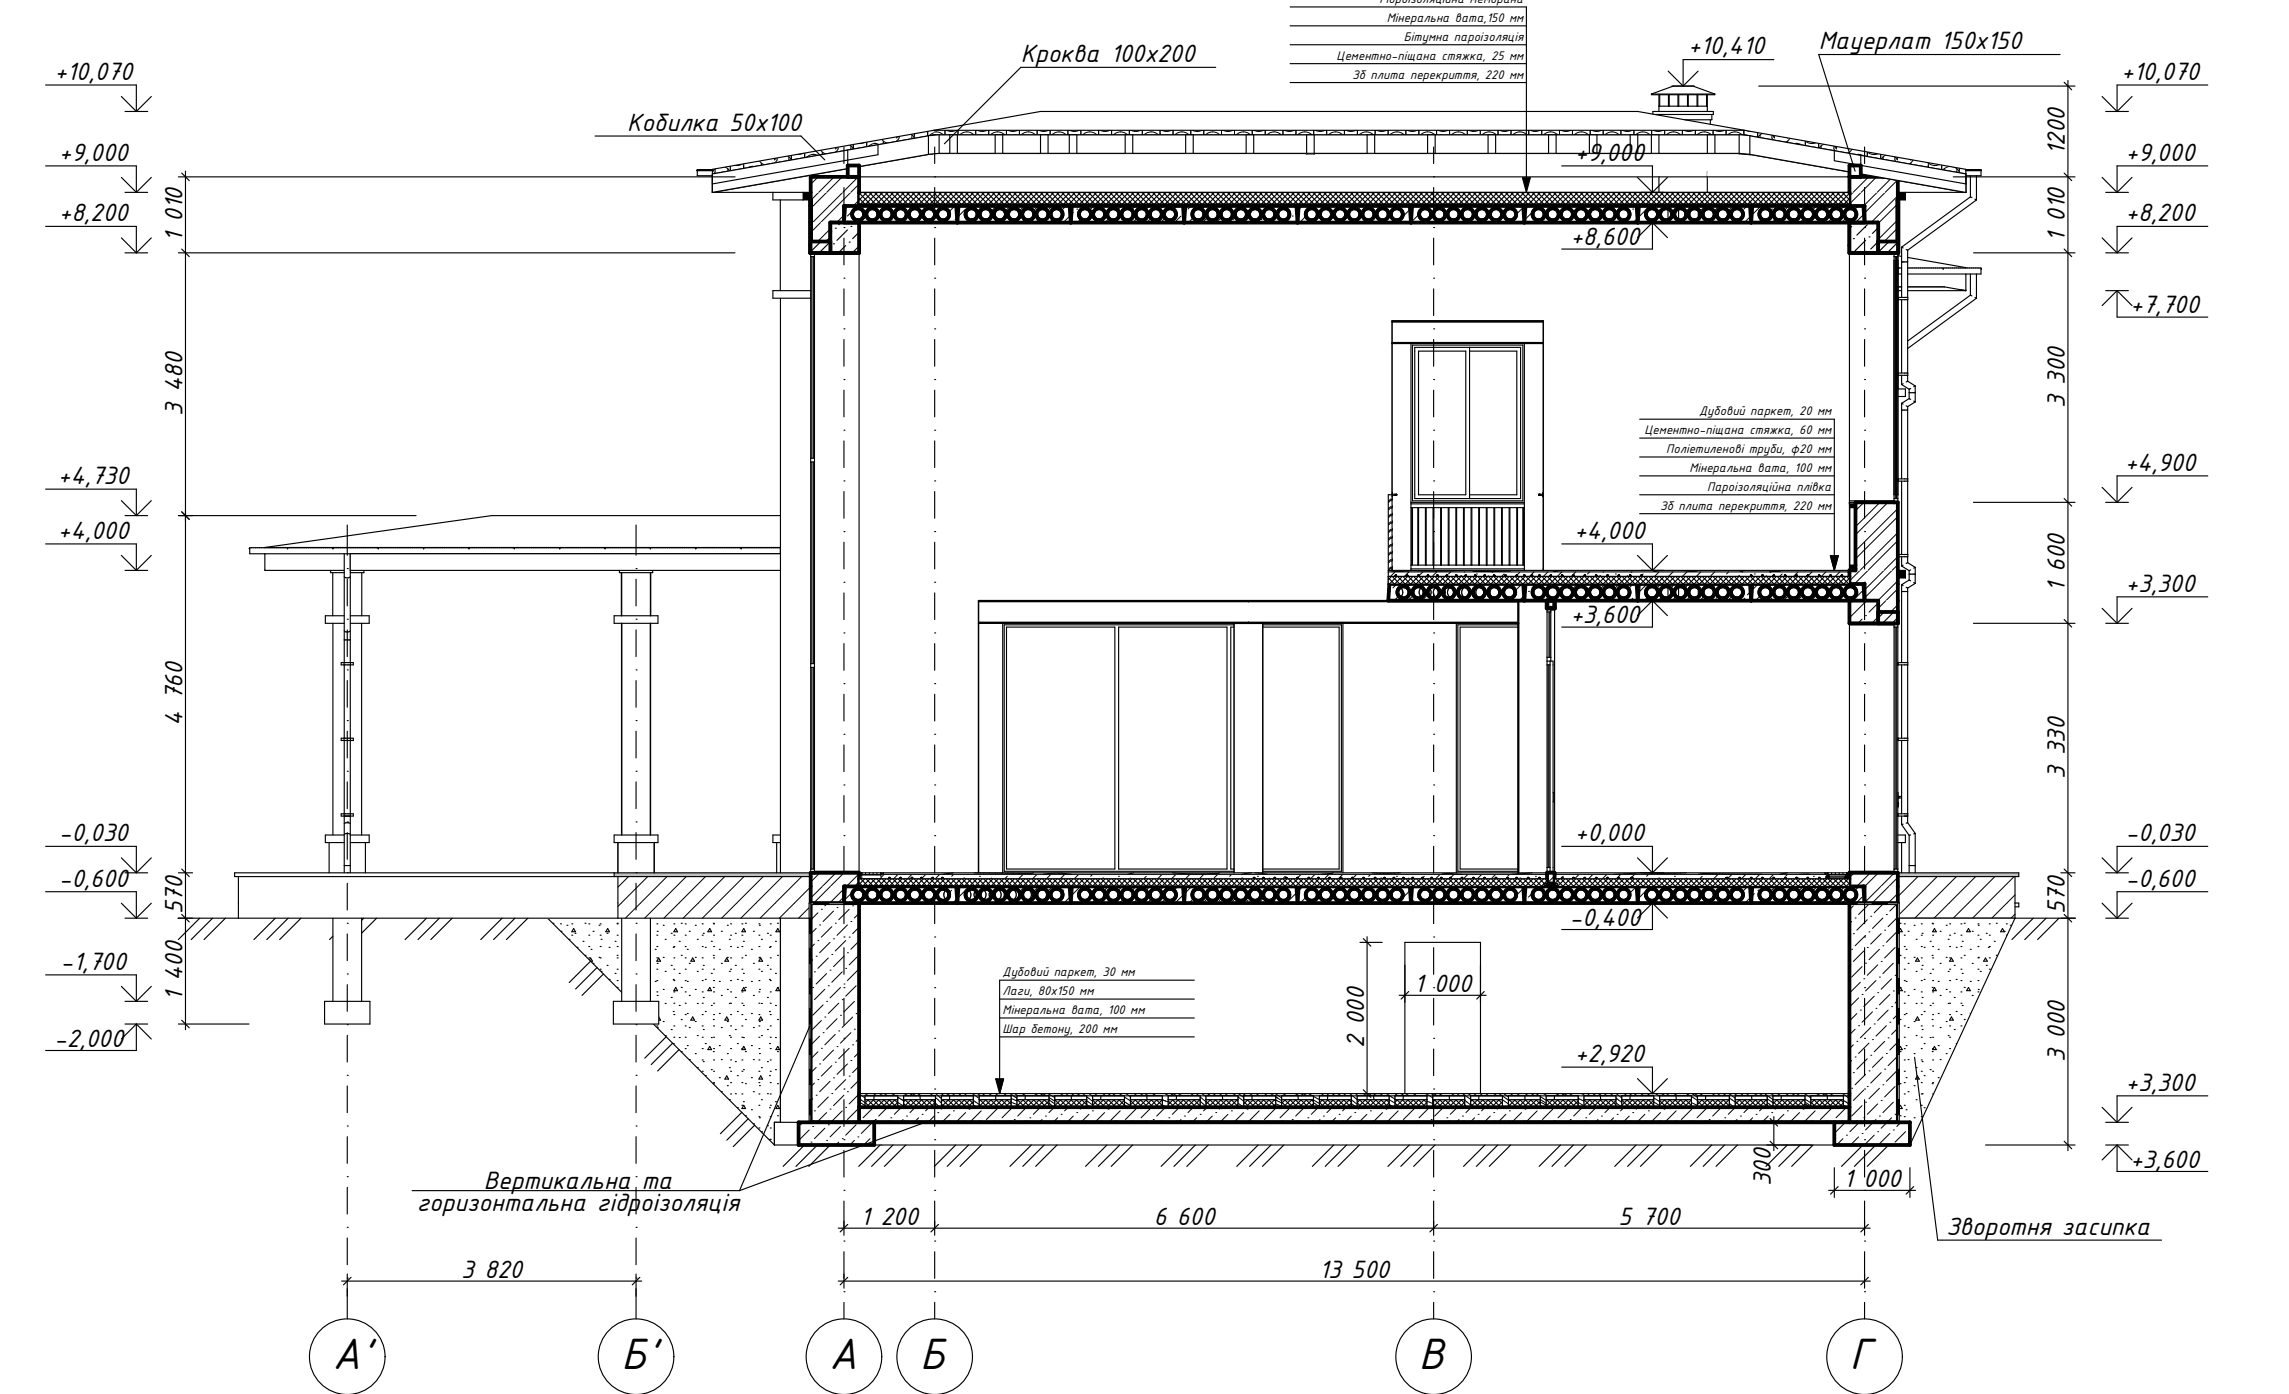 Мінеральна вата,150 мм
Бітумна пароізоляція
Цементно-піщана стяжка, 25 мм
Зб плита перекриття, 220 мм
Кроква 100х200
+10,410
Мауерлат 150х150
+10,070
+10,070
Кобилка 50х100
1200
+9,000
+9,000
+9,000
1 010
+8,200
1 010
+8,200
+8,600
+7,700
3 480
3 300
Дубовий паркет, 20 мм
Цементно-піщана стяжка, 60 мм
Поліетиленові труби, ф20 мм
Мінеральна вата, 100 мм
Пароізоляційна плівка
Зб плита перекриття, 220 мм
+4,730
+4,900
+4,000
+4,000
1 600
+3,300
+3,600
4 760
3 330
-0,030
+0,000
-0,030
-0,600
570
570
-0,600
-0,400
-1,700
1 400
Дубовий паркет, 30 мм
Лаги, 80х150 мм
Мінеральна вата, 100 мм
Шар бетону, 200 мм
1 000
2 000
3 000
-2,000
+2,920
+3,300
+3,600
300
1 000
Вертикальна та
горизонтальна гідроізоляція
1 200
6 600
5 700
Зворотня засипка
3 820
13 500
А'
Б'
А
Б
В
Г